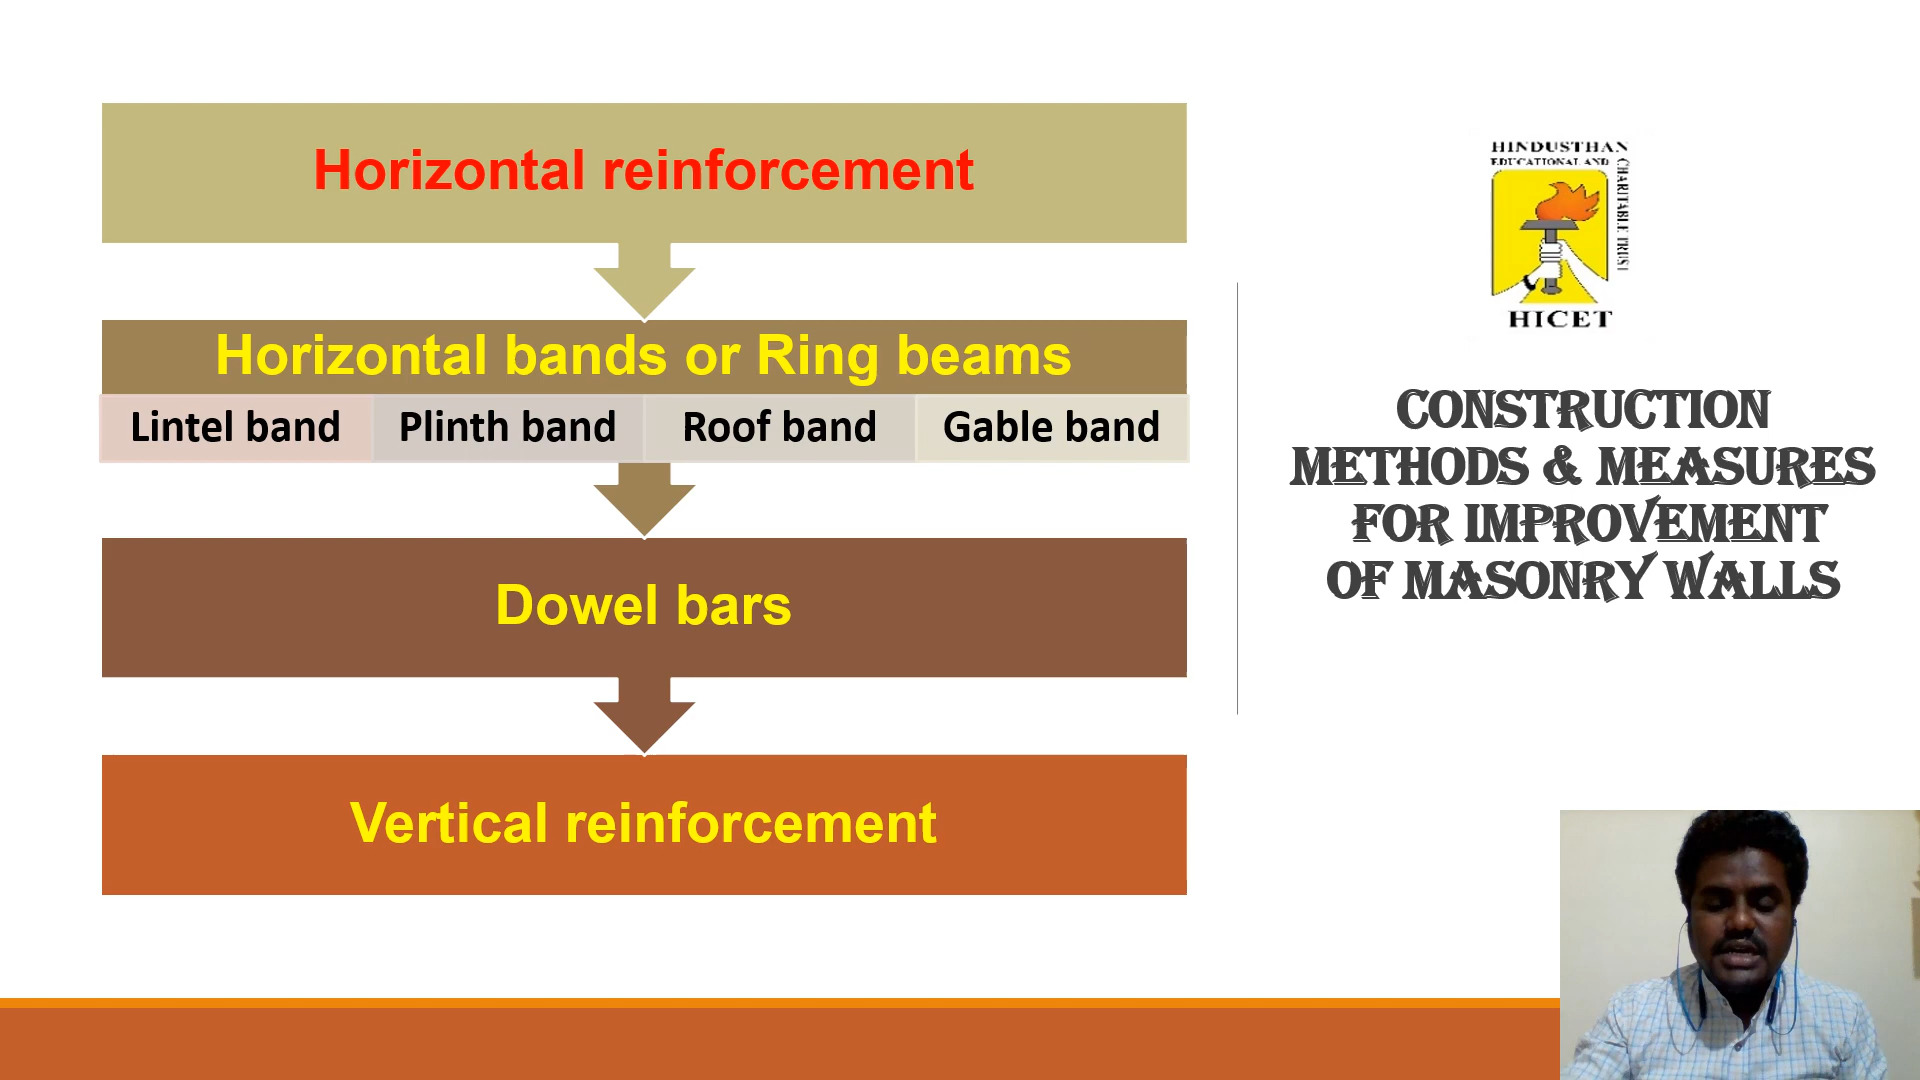 Horizontal reinforcement
Horizontal bands or Ring beams
Lintel band Plinth band Roof band Gable band
Dowel bars
Vertical reinforcement
HINDUSTHAN
EDUCATIONAL AND
CHARITABLE TRUST
HICET
CONSTRUCTION
METHODS & MEASURES
FOR IMPROVEMENT
OF MASONRY WALLS